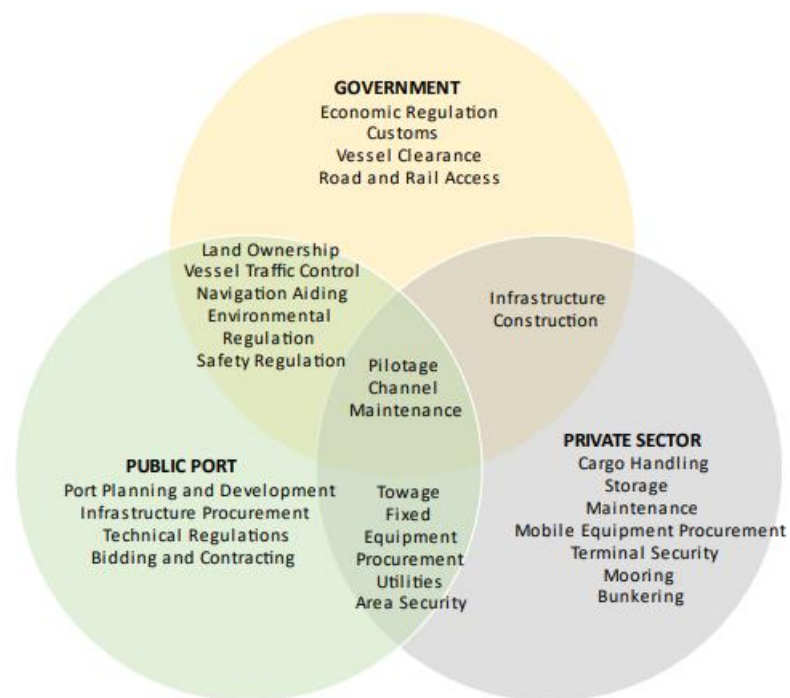 GOVERNMENT
Economic Regulation
Customs
Vessel Clearance
Road and Rail Access
Land Ownership
Vessel Traffic Control
Navigation Aiding
Environmental
Regulation
Safety Regulation
Infrastructure
Construction
Pilotage
Channel
Maintenance
PUBLIC PORT
Port Planning and Development
Infrastructure Procurement
Technical Regulations
Bidding and Contracting
Towage
Fixed
Equipment
Procurement
Utilities
Area Security
PRIVATE SECTOR
Cargo Handling
Storage
Maintenance
Mobile Equipment Procurement
Terminal Security
Mooring
Bunkering